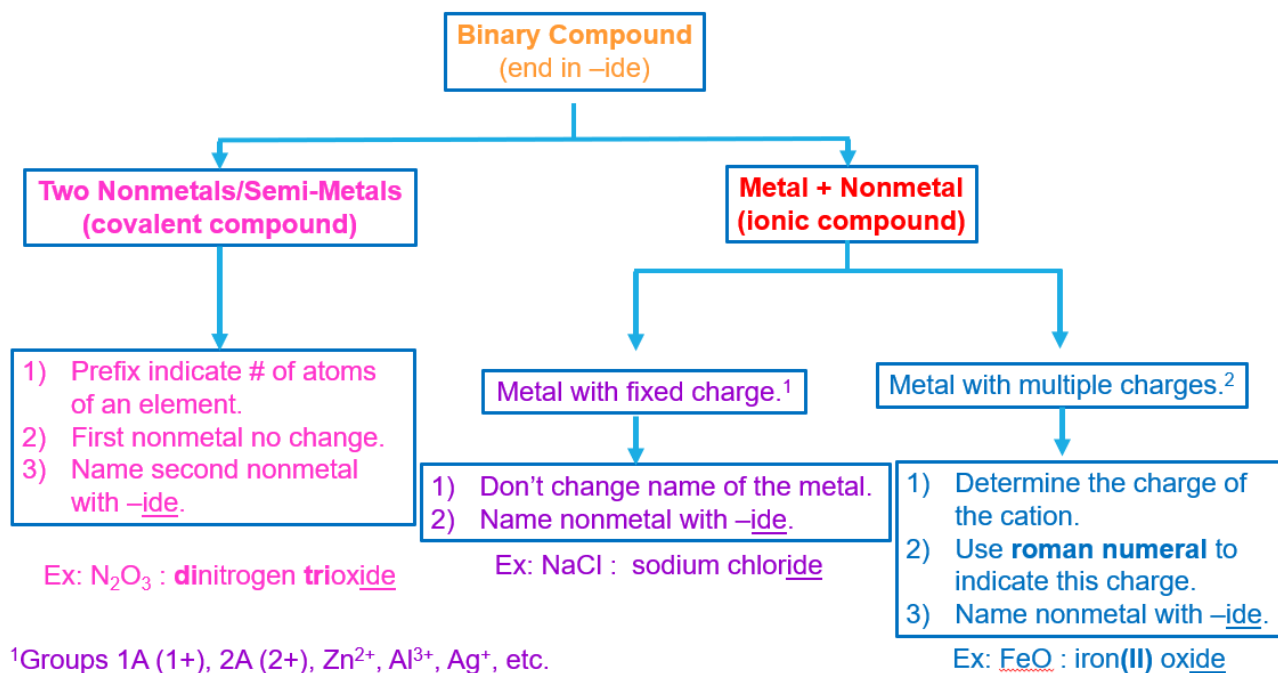 Binary Compound
(end in –ide)
Two Nonmetals/Semi-Metals
(covalent compound)
Metal + Nonmetal
(ionic compound)
1) Prefix indicate # of atoms
of an element.
2) First nonmetal no change.
3) Name second nonmetal
with –ide.
Ex: N₂O₃ : dinitrogen trioxide
Metal with fixed charge.¹
1) Don’t change name of the metal.
2) Name nonmetal with –ide.
Ex: NaCl : sodium chloride
Metal with multiple charges.²
1) Determine the charge of
the cation.
2) Use roman numeral to
indicate this charge.
3) Name nonmetal with –ide.
Ex: FeO : iron(II) oxide
¹Groups 1A (1+), 2A (2+), Zn²⁺, Al³⁺, Ag⁺, etc.